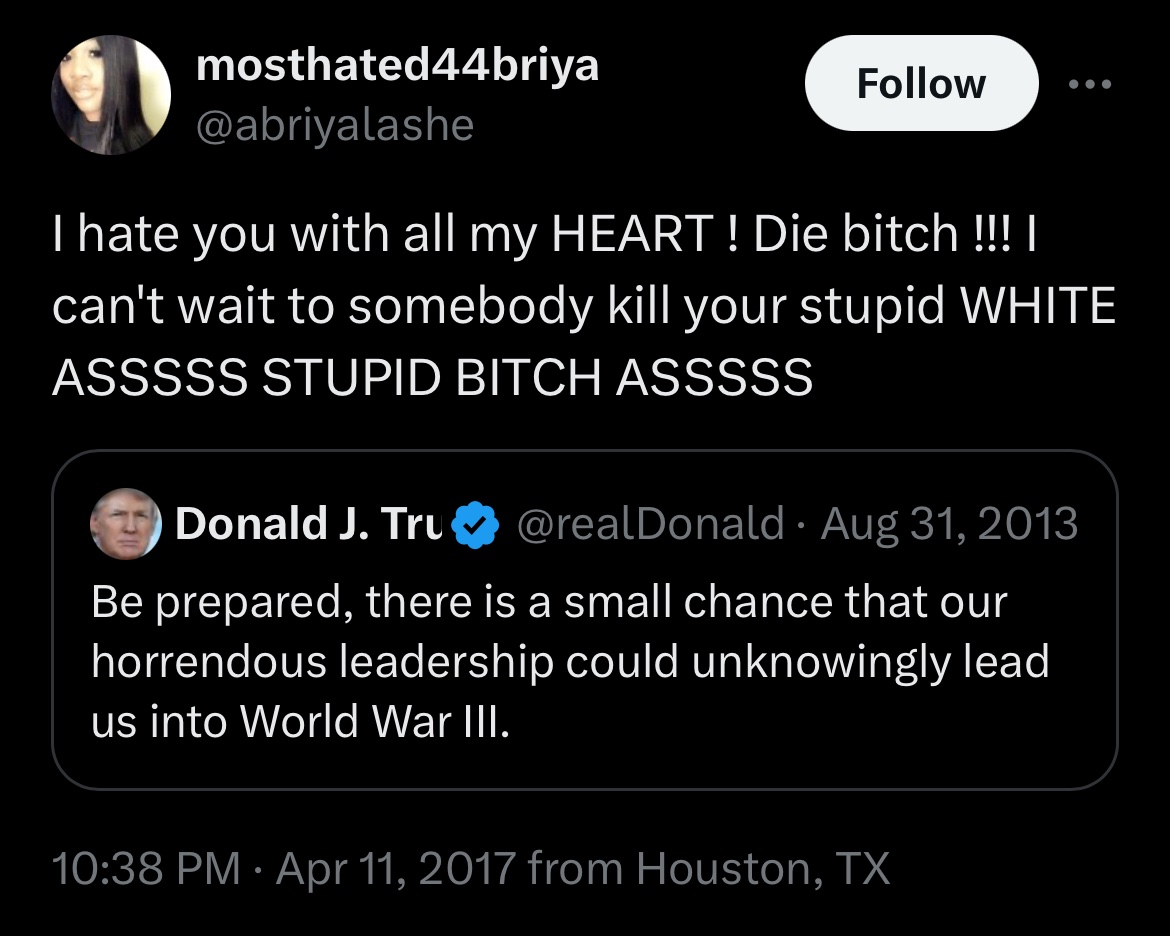 mosthated44briya
@abriyalashe
Follow
I hate you with all my HEART ! Die bitch !!! I
can't wait to somebody kill your stupid WHITE
ASSSSS STUPID BITCH ASSSSS
Donald J. Tru @realDonald · Aug 31, 2013
Be prepared, there is a small chance that our
horrendous leadership could unknowingly lead
us into World War III.
10:38 PM · Apr 11, 2017 from Houston, TX